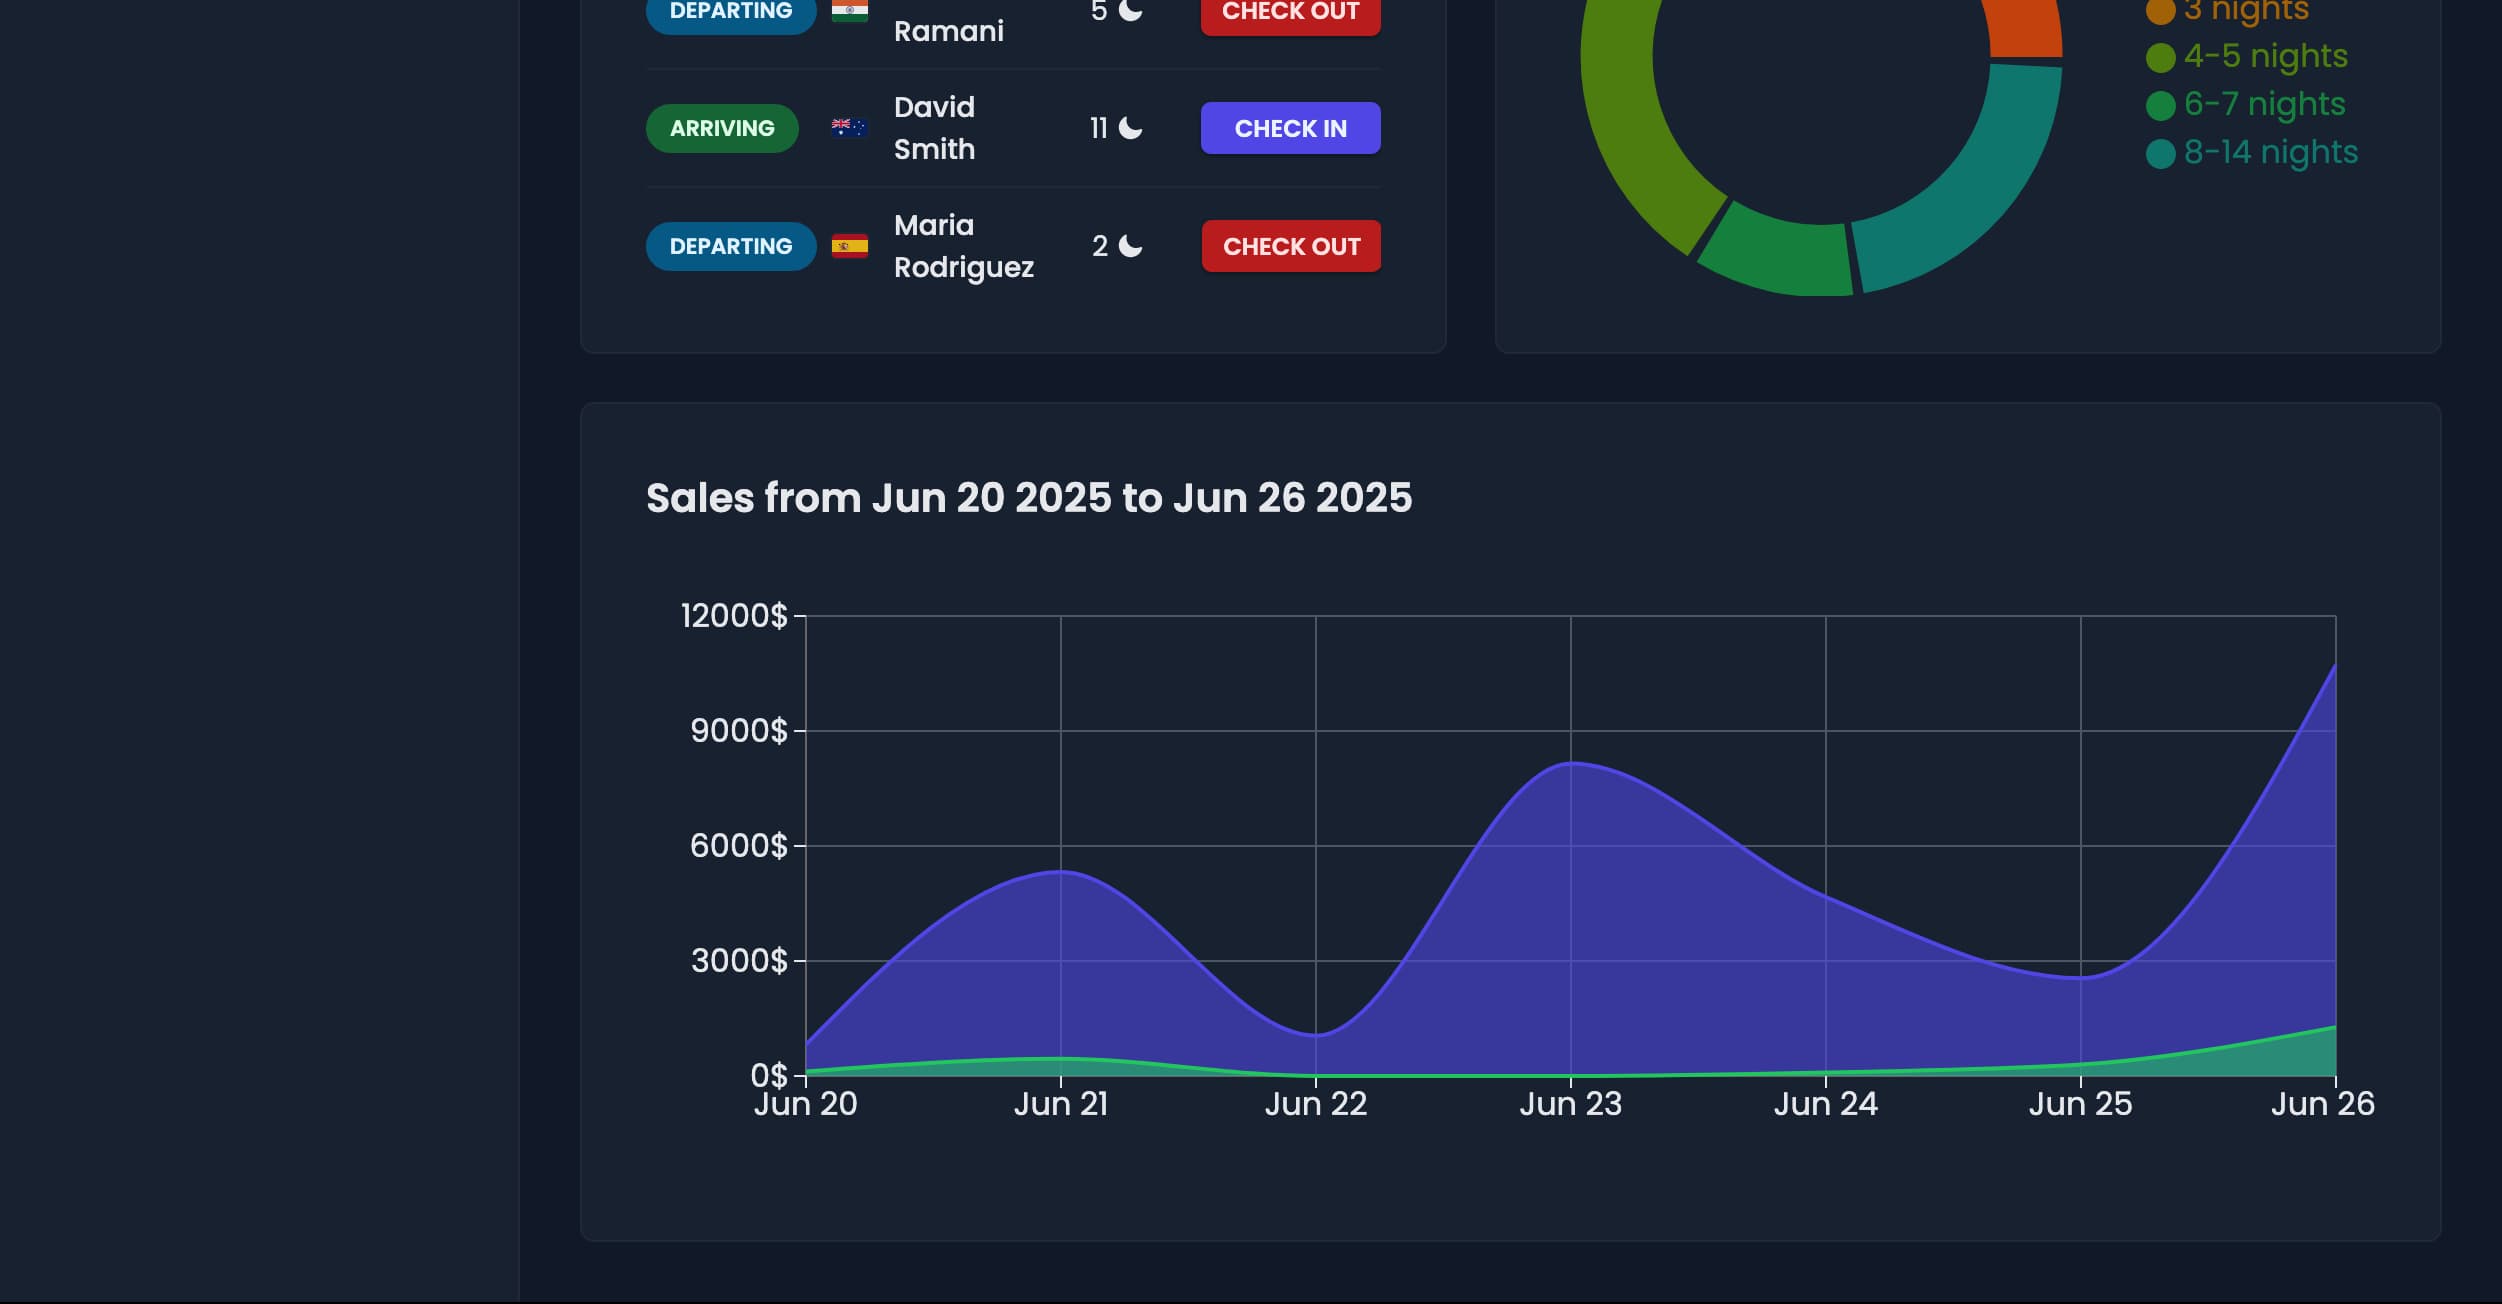 DEPARTING Ramani 5 CHECK OUT
3 nights
4-5 nights
6-7 nights
8-14 nights
ARRIVING David Smith 11 CHECK IN
DEPARTING Maria Rodriguez 2 CHECK OUT
Sales from Jun 20 2025 to Jun 26 2025
12000$
9000$
6000$
3000$
0$
Jun 20 Jun 21 Jun 22 Jun 23 Jun 24 Jun 25 Jun 26